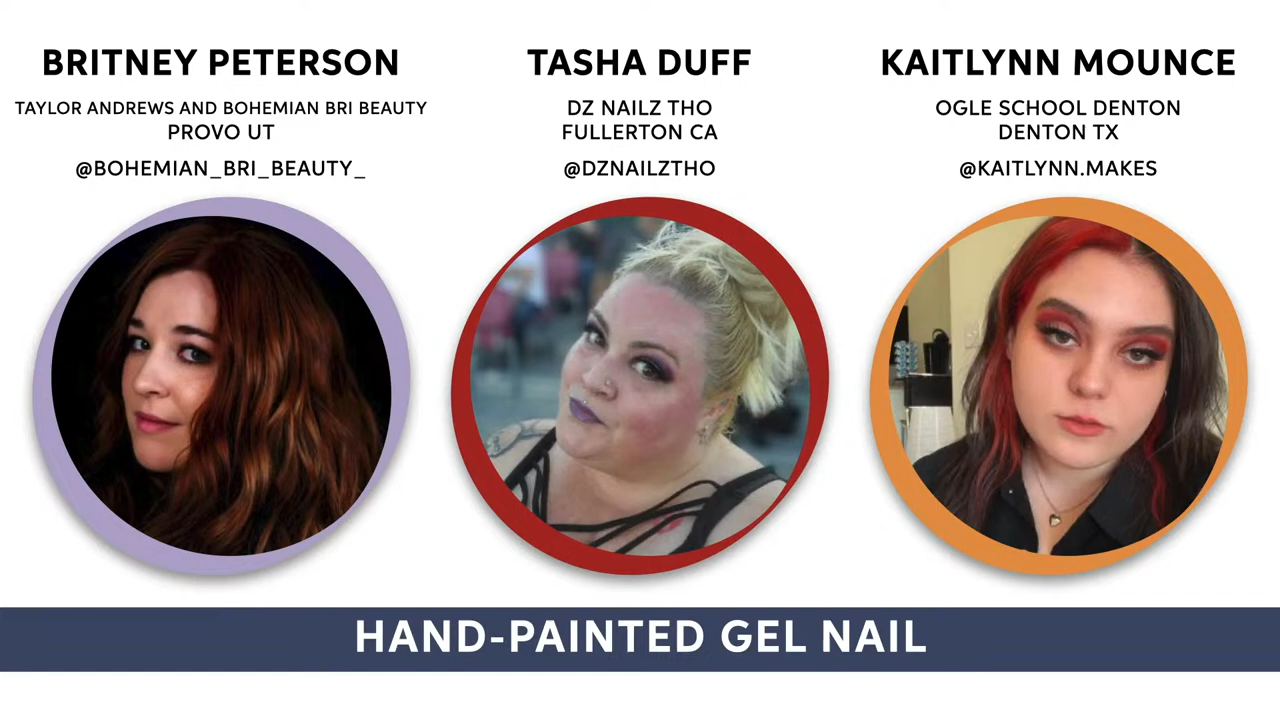 BRITNEY PETERSON
TAYLOR ANDREWS AND BOHEMIAN BRI BEAUTY
PROVO UT
@BOHEMIAN_BRI_BEAUTY_
TASHA DUFF
DZ NAILZ THO
FULLERTON CA
@DZNAILZTHO
KAITLYNN MOUNCE
OGLE SCHOOL DENTON
DENTON TX
@KAITLYNN.MAKES
HAND-PAINTED GEL NAIL